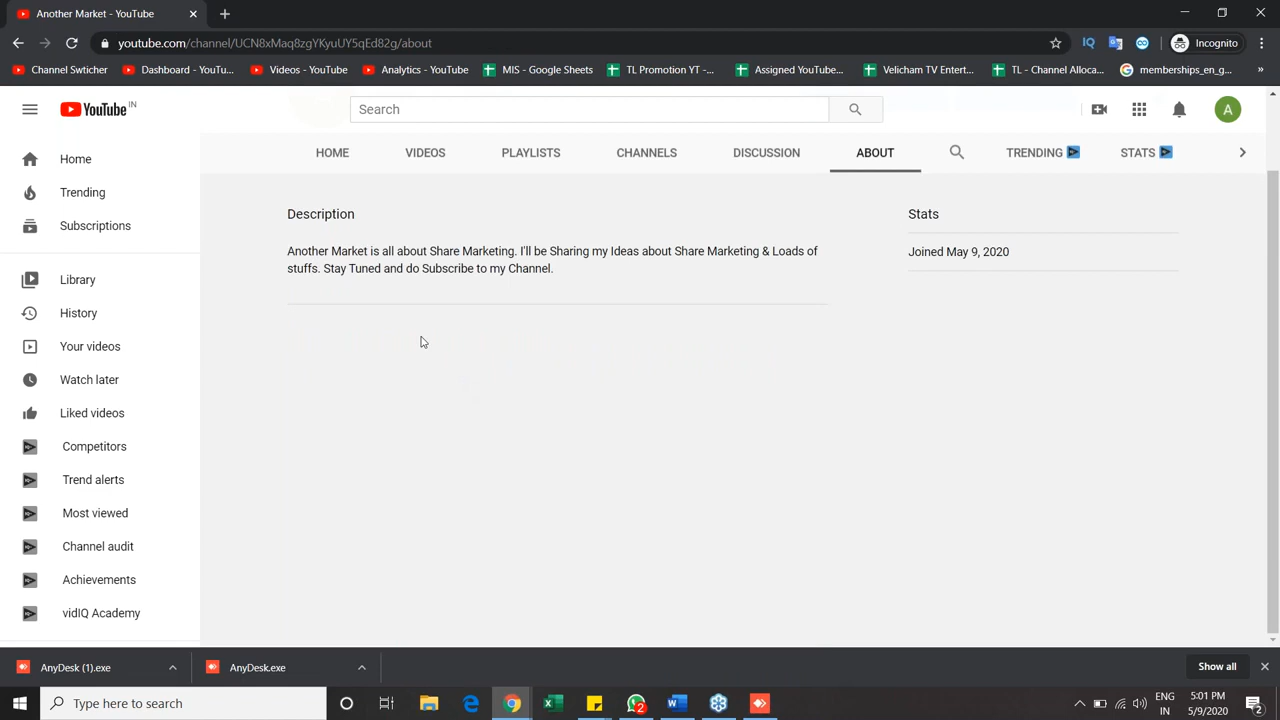 Another Market - YouTube
youtube.com/channel/UCN8xMaq8zgYKyuUY5qEd82g/about
Incognito
Channel Swticher
Dashboard - YouTu...
Videos - YouTube
Analytics - YouTube
MIS - Google Sheets
TL Promotion YT -...
Assigned YouTube...
Velicham TV Entert...
TL - Channel Alloca...
memberships_en_g...
YouTube IN
Search
A
HOME
VIDEOS
PLAYLISTS
CHANNELS
DISCUSSION
ABOUT
TRENDING
STATS
Home
Trending
Subscriptions
Library
History
Your videos
Watch later
Liked videos
Competitors
Trend alerts
Most viewed
Channel audit
Achievements
vidIQ Academy
Description
Another Market is all about Share Marketing. I'll be Sharing my Ideas about Share Marketing & Loads of
stuffs. Stay Tuned and do Subscribe to my Channel.
Stats
Joined May 9, 2020
AnyDesk (1).exe
AnyDesk.exe
Show all
Type here to search
2
ENG
IN
5:01 PM
5/9/2020
2